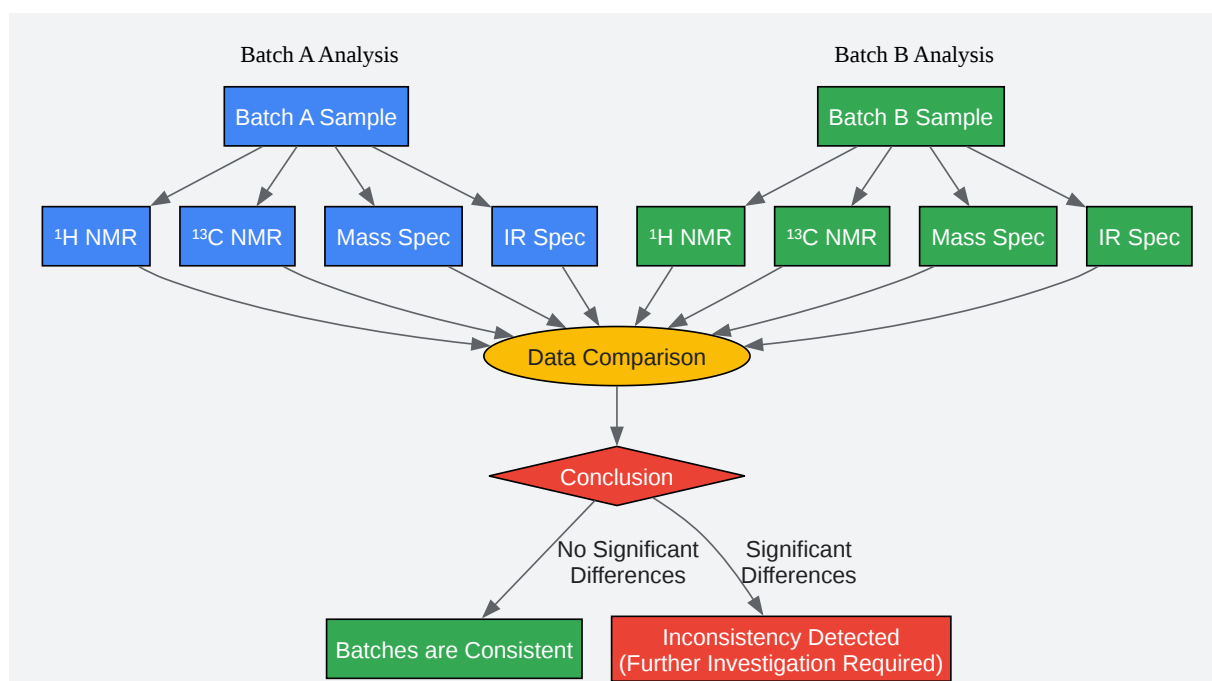 Batch A Analysis
Batch B Analysis
Batch A Sample
Batch B Sample
¹H NMR
¹³C NMR
Mass Spec
IR Spec
¹H NMR
¹³C NMR
Mass Spec
IR Spec
Data Comparison
Conclusion
No Significant
Differences
Significant
Differences
Batches are Consistent
Inconsistency Detected
(Further Investigation Required)